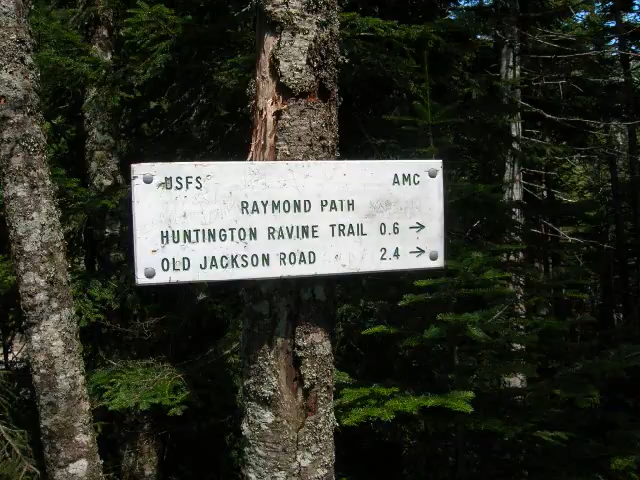 USFS AMC
RAYMOND PATH
HUNTINGTON RAVINE TRAIL 0.6 →
OLD JACKSON ROAD 2.4 →